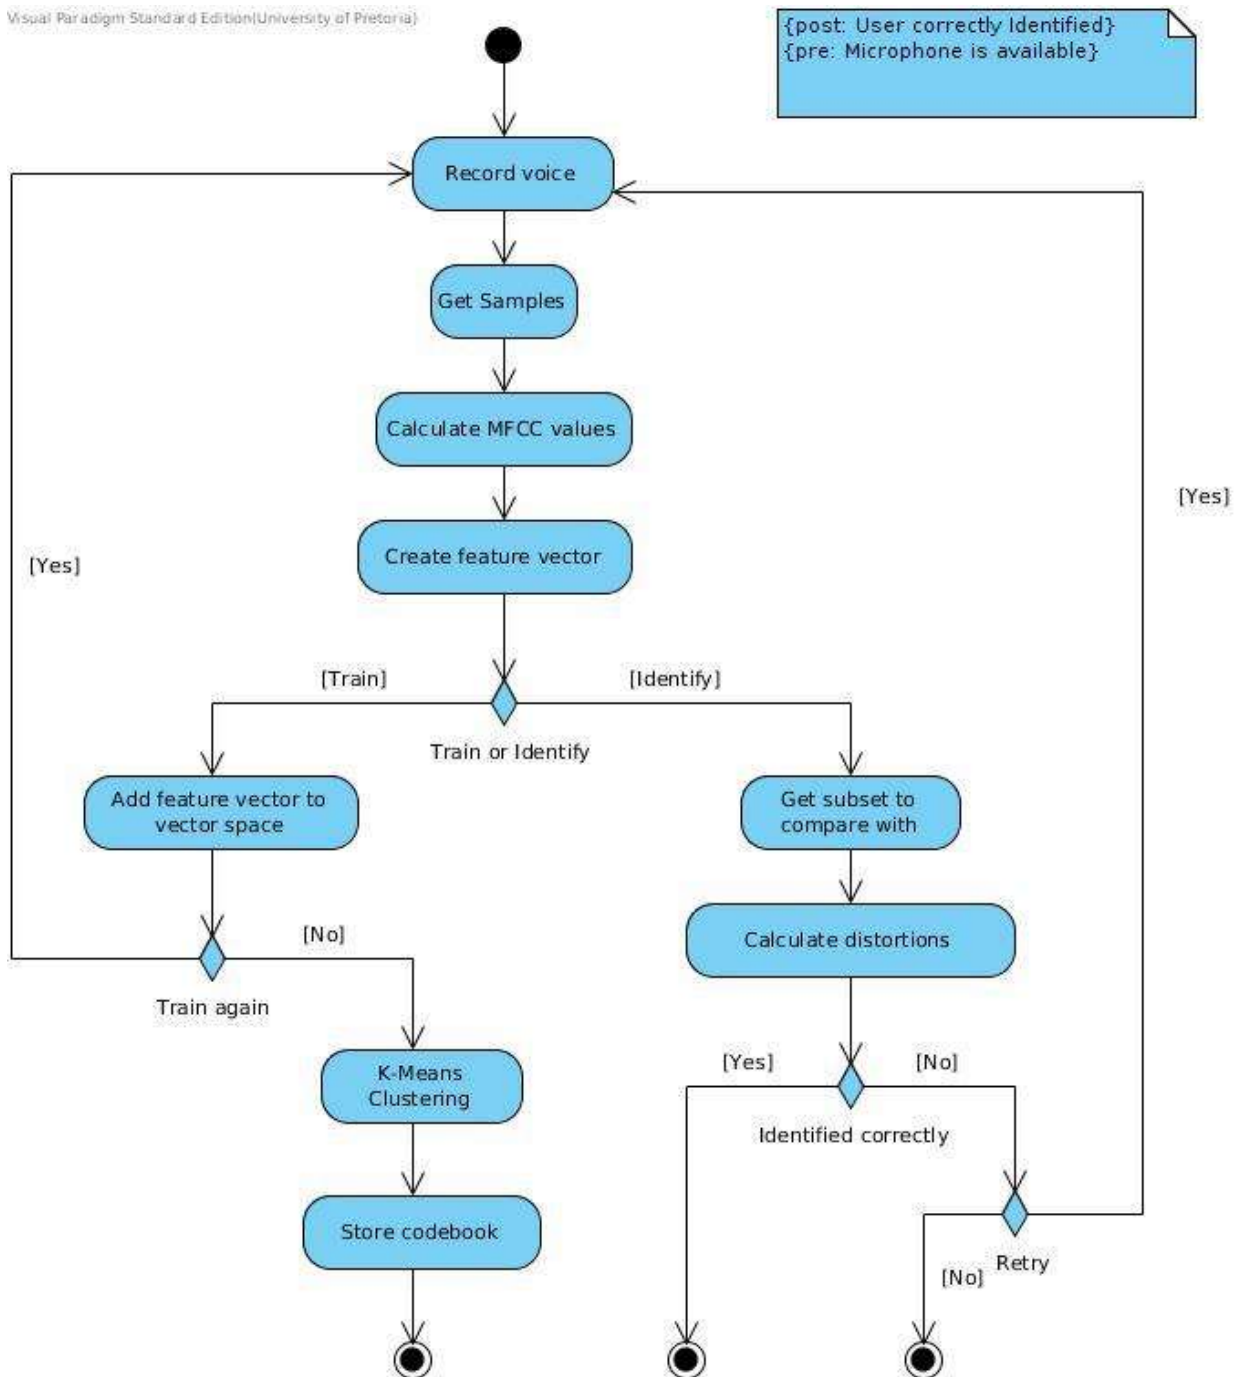 Visual Paradigm Standard Edition(University of Pretoria)
{post: User correctly Identified}
{pre: Microphone is available}
Record voice
Get Samples
Calculate MFCC values
[Yes]
Create feature vector
[Yes]
[Train]
[Identify]
Train or Identify
Add feature vector to
vector space
Get subset to
compare with
[No]
Calculate distortions
Train again
K-Means
Clustering
[Yes]
[No]
Identified correctly
Store codebook
Retry
[No]